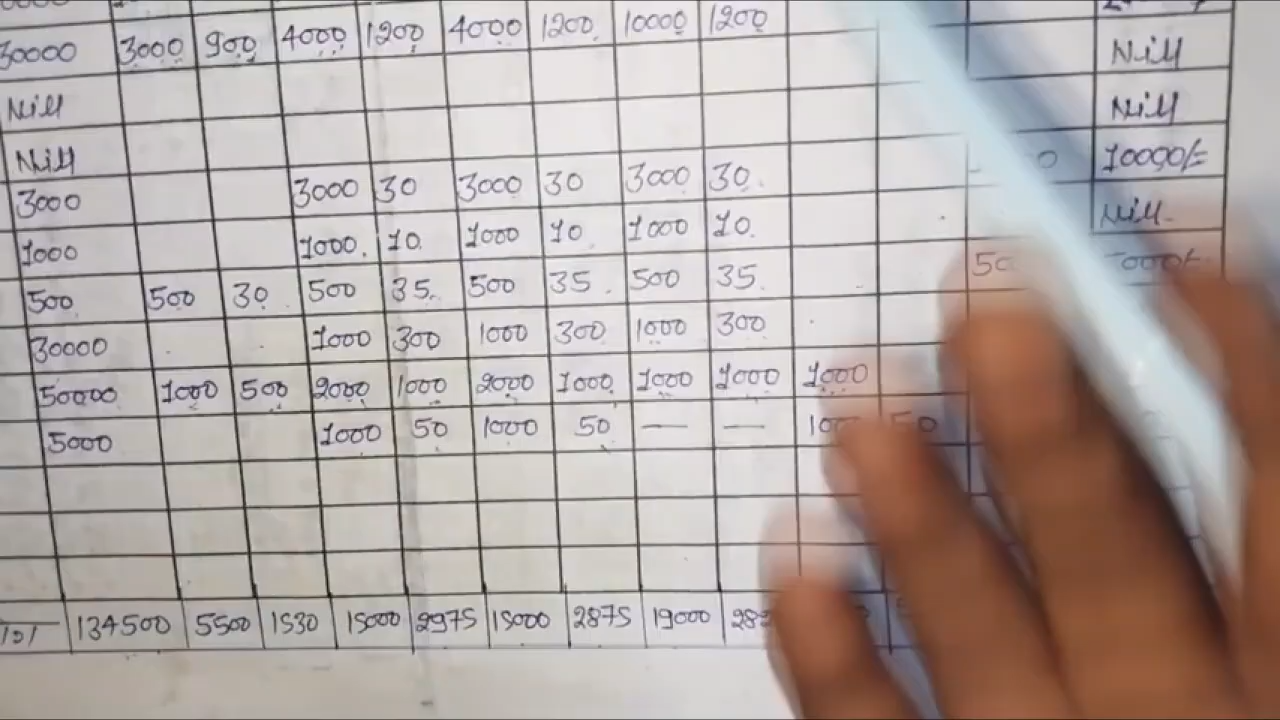 30000 3000 900 4000 1200 4000 1200 10000 1200 Nill
Nill Nill
Nill 10000/=
3000 3000 30 3000 30 3000 30 Nill
1000 1000 10 1000 10 1000 10
500 500 30 500 35 500 35 500 35
30000 1000 300 1000 300 1000 300
50000 1000 500 2000 1000 2000 1000 1000 1000 1000
5000 1000 50 1000 50 — —
134500 5500 1530 15000 2975 15000 2875 19000